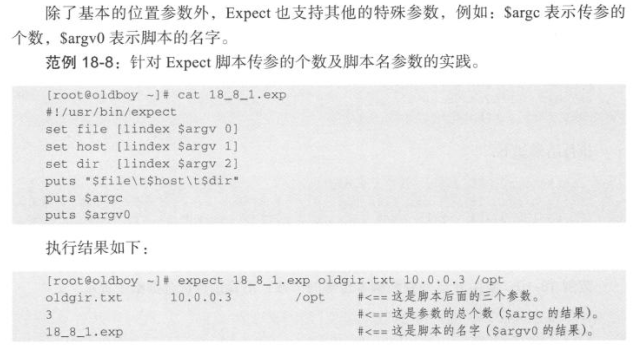 除了基本的位置参数外，Expect 也支持其他的特殊参数，例如：$argc 表示传参的
个数，$argv0 表示脚本的名字。
范例 18-8：针对 Expect 脚本传参的个数及脚本名参数的实践。
[root@oldboy ~]# cat 18_8_1.exp
#!/usr/bin/expect
set file [lindex $argv 0]
set host [lindex $argv 1]
set dir  [lindex $argv 2]
puts "$file\t$host\t$dir"
puts $argc
puts $argv0
执行结果如下：
[root@oldboy ~]# expect 18_8_1.exp oldgir.txt 10.0.0.3 /opt
oldgir.txt 10.0.0.3 /opt #<== 这是脚本后面的三个参数。
3 #<== 这是参数的总个数 ($argc 的结果)。
18_8_1.exp #<== 这是脚本的名字 ($argv0 的结果)。